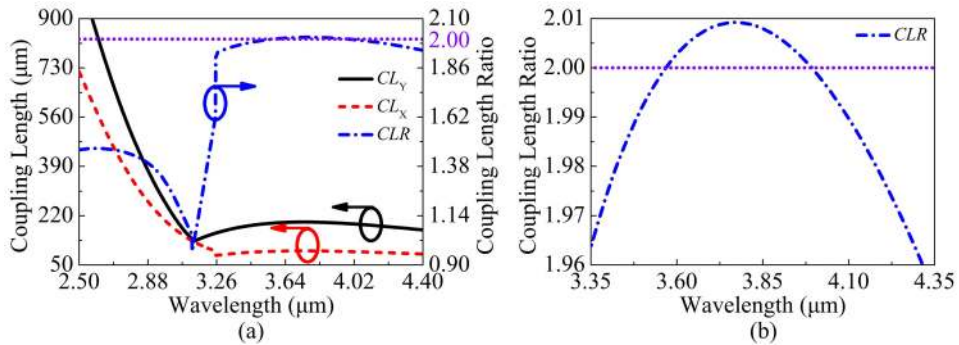 900
730
560
390
220
50
Coupling Length (μm)
2.50
2.88
3.26
3.64
4.02
4.40
Wavelength (μm)
(a)
2.10
2.00
1.86
1.62
1.38
1.14
0.90
Coupling Length Ratio
CL_Y
CL_X
CLR
2.01
2.00
1.99
1.98
1.97
1.96
Coupling Length Ratio
3.35
3.60
3.85
4.10
4.35
Wavelength (μm)
(b)
CLR